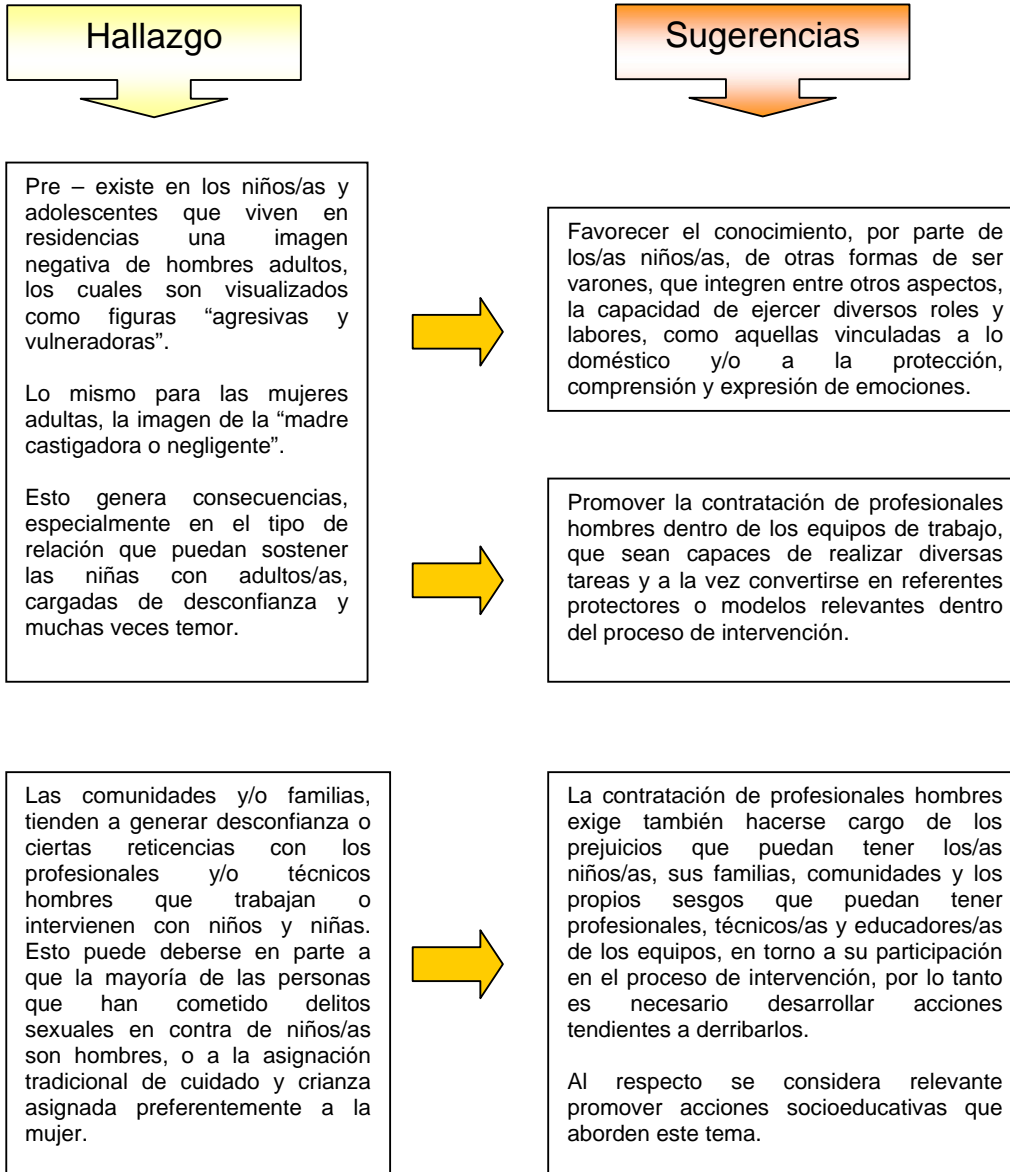 Hallazgo
Sugerencias
Pre – existe en los niños/as y
adolescentes que viven en
residencias una imagen
negativa de hombres adultos,
los cuales son visualizados
como figuras “agresivas y
vulneradoras”.
Lo mismo para las mujeres
adultas, la imagen de la “madre
castigadora o negligente”.
Esto genera consecuencias,
especialmente en el tipo de
relación que puedan sostener
las niñas con adultos/as,
cargadas de desconfianza y
muchas veces temor.
Favorecer el conocimiento, por parte de
los/as niños/as, de otras formas de ser
varones, que integren entre otros aspectos,
la capacidad de ejercer diversos roles y
labores, como aquellas vinculadas a lo
doméstico y/o a la protección,
comprensión y expresión de emociones.
Promover la contratación de profesionales
hombres dentro de los equipos de trabajo,
que sean capaces de realizar diversas
tareas y a la vez convertirse en referentes
protectores o modelos relevantes dentro
del proceso de intervención.
Las comunidades y/o familias,
tienden a generar desconfianza o
ciertas reticencias con los
profesionales y/o técnicos
hombres que trabajan o
intervienen con niños y niñas.
Esto puede deberse en parte a
que la mayoría de las personas
que han cometido delitos
sexuales en contra de niños/as
son hombres, o a la asignación
tradicional de cuidado y crianza
asignada preferentemente a la
mujer.
La contratación de profesionales hombres
exige también hacerse cargo de los
prejuicios que puedan tener los/as
niños/as, sus familias, comunidades y los
propios sesgos que puedan tener
profesionales, técnicos/as y educadores/as
de los equipos, en torno a su participación
en el proceso de intervención, por lo tanto
es necesario desarrollar acciones
tendientes a derribarlos.
Al respecto se considera relevante
promover acciones socioeducativas que
aborden este tema.